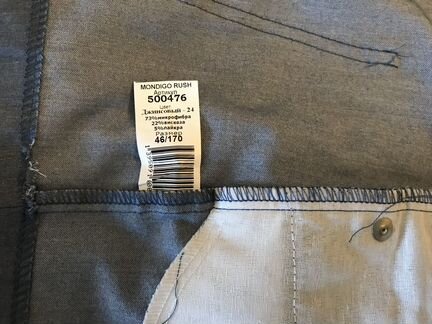 MONDIGO RUSH
Артикул
500476
Цвет
Джинсовый - 24
73%микрофибра
22%вискоза
5%лайкра
Размер
46/170